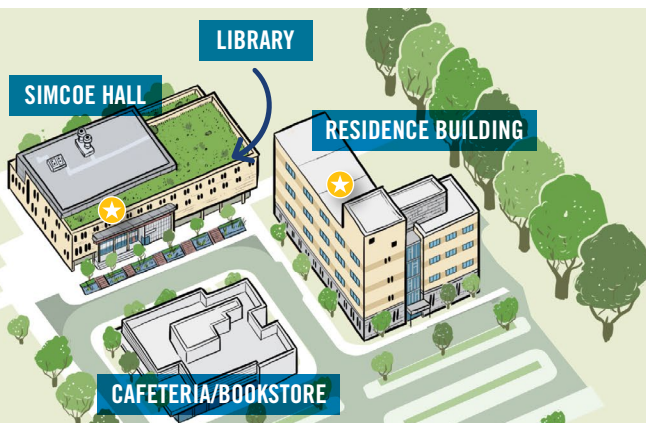 LIBRARY
SIMCOE HALL
RESIDENCE BUILDING
CAFETERIA/BOOKSTORE